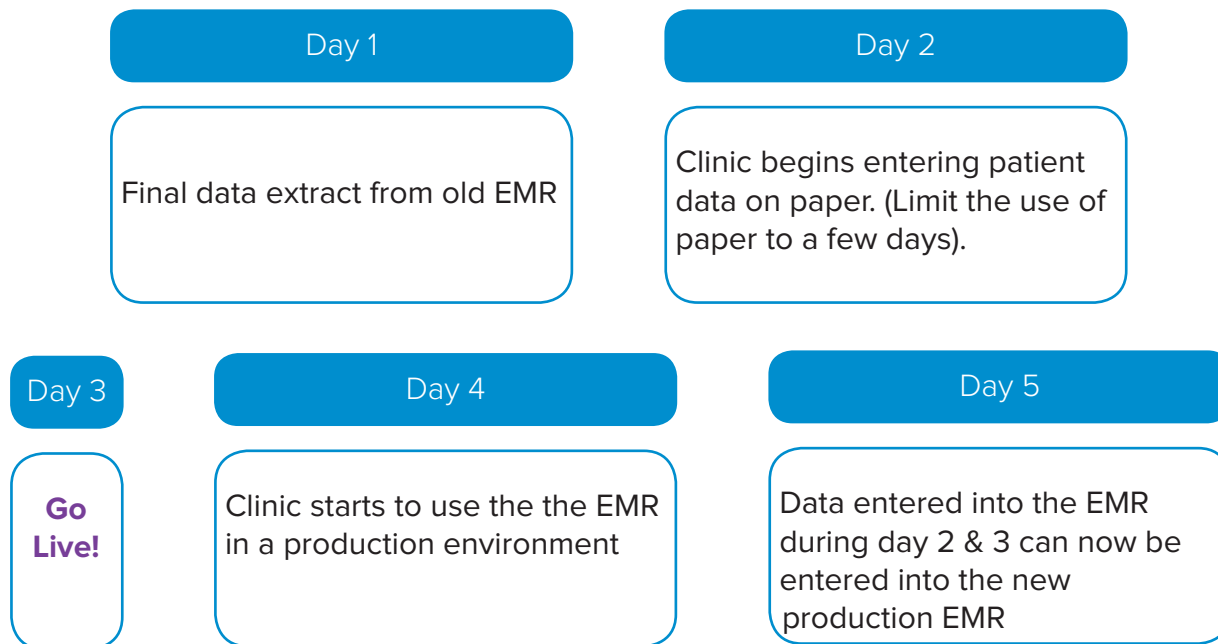 Day 1
Final data extract from old EMR
Day 2
Clinic begins entering patient
data on paper. (Limit the use of
paper to a few days).
Day 3
Go
Live!
Day 4
Clinic starts to use the the EMR
in a production environment
Day 5
Data entered into the EMR
during day 2 & 3 can now be
entered into the new
production EMR